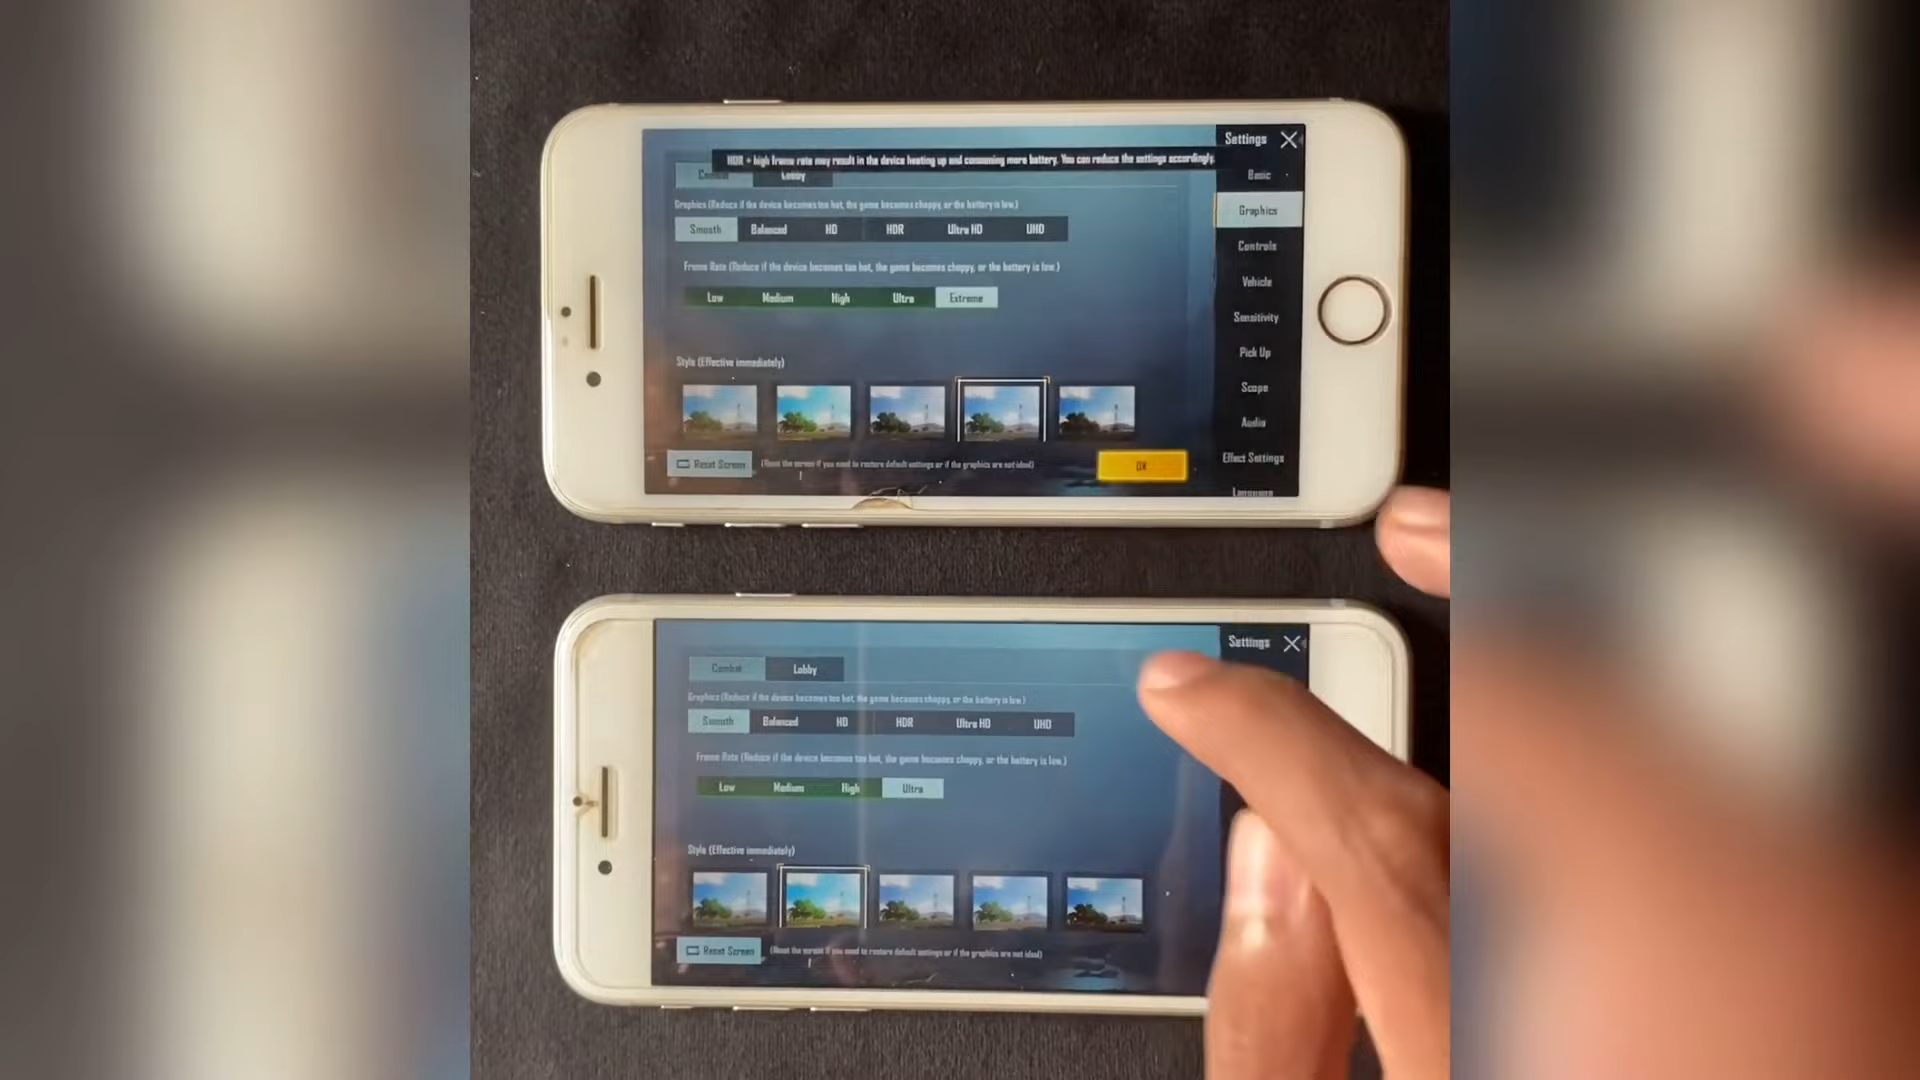 Settings
HDR + high frame rate may result in the device heating up and consuming more battery. You can reduce the settings accordingly.
Combat Lobby
Basic
Graphics (Reduce if the device becomes too hot, the game becomes choppy, or the battery is low.)
Graphics
Smooth Balanced HD HDR Ultra HD UHD
Controls
Frame Rate (Reduce if the device becomes too hot, the game becomes choppy, or the battery is low.)
Vehicle
Low Medium High Ultra Extreme
Sensitivity
Pick Up
Style (Effective immediately)
Scope
Audio
Effect Settings
Reset Screen (Reset the screen if you need to restore default settings or if the graphics are not ideal) OK
Language
Settings
Combat Lobby
Graphics (Reduce if the device becomes too hot, the game becomes choppy, or the battery is low.)
Smooth Balanced HD HDR Ultra HD UHD
Frame Rate (Reduce if the device becomes too hot, the game becomes choppy, or the battery is low.)
Low Medium High Ultra
Style (Effective immediately)
Reset Screen (Reset the screen if you need to restore default settings or if the graphics are not ideal)